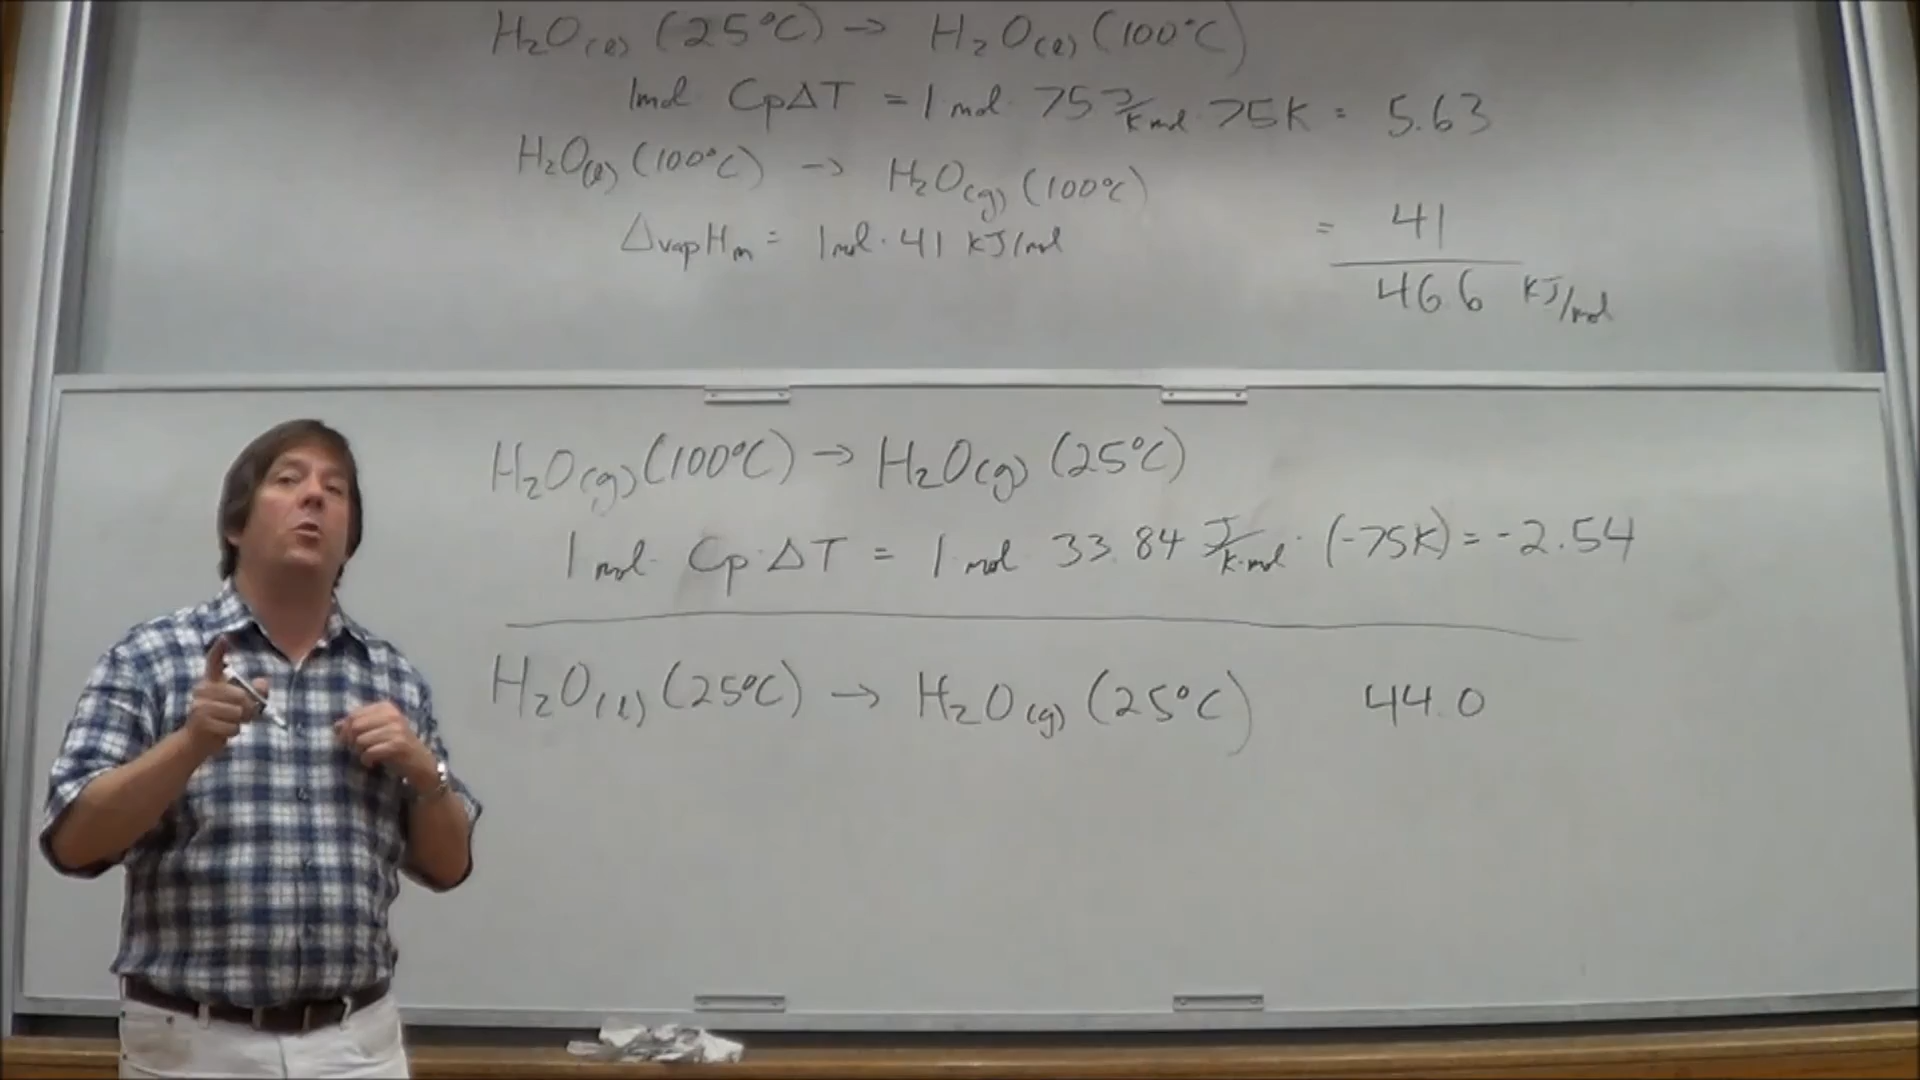 H₂O(l) (25°C) → H₂O(l) (100°C)
1mol CpΔT = 1 mol 75 J/K mol · 75K = 5.63
H₂O(l) (100°C) → H₂O(g) (100°C)
ΔvapHm = 1mol · 41 kJ/mol = 41
46.6 kJ/mol
H₂O(g) (100°C) → H₂O(g) (25°C)
1 mol · Cp · ΔT = 1 mol 33.84 J/K·mol · (-75K) = -2.54
H₂O(l) (25°C) → H₂O(g) (25°C) 44.0